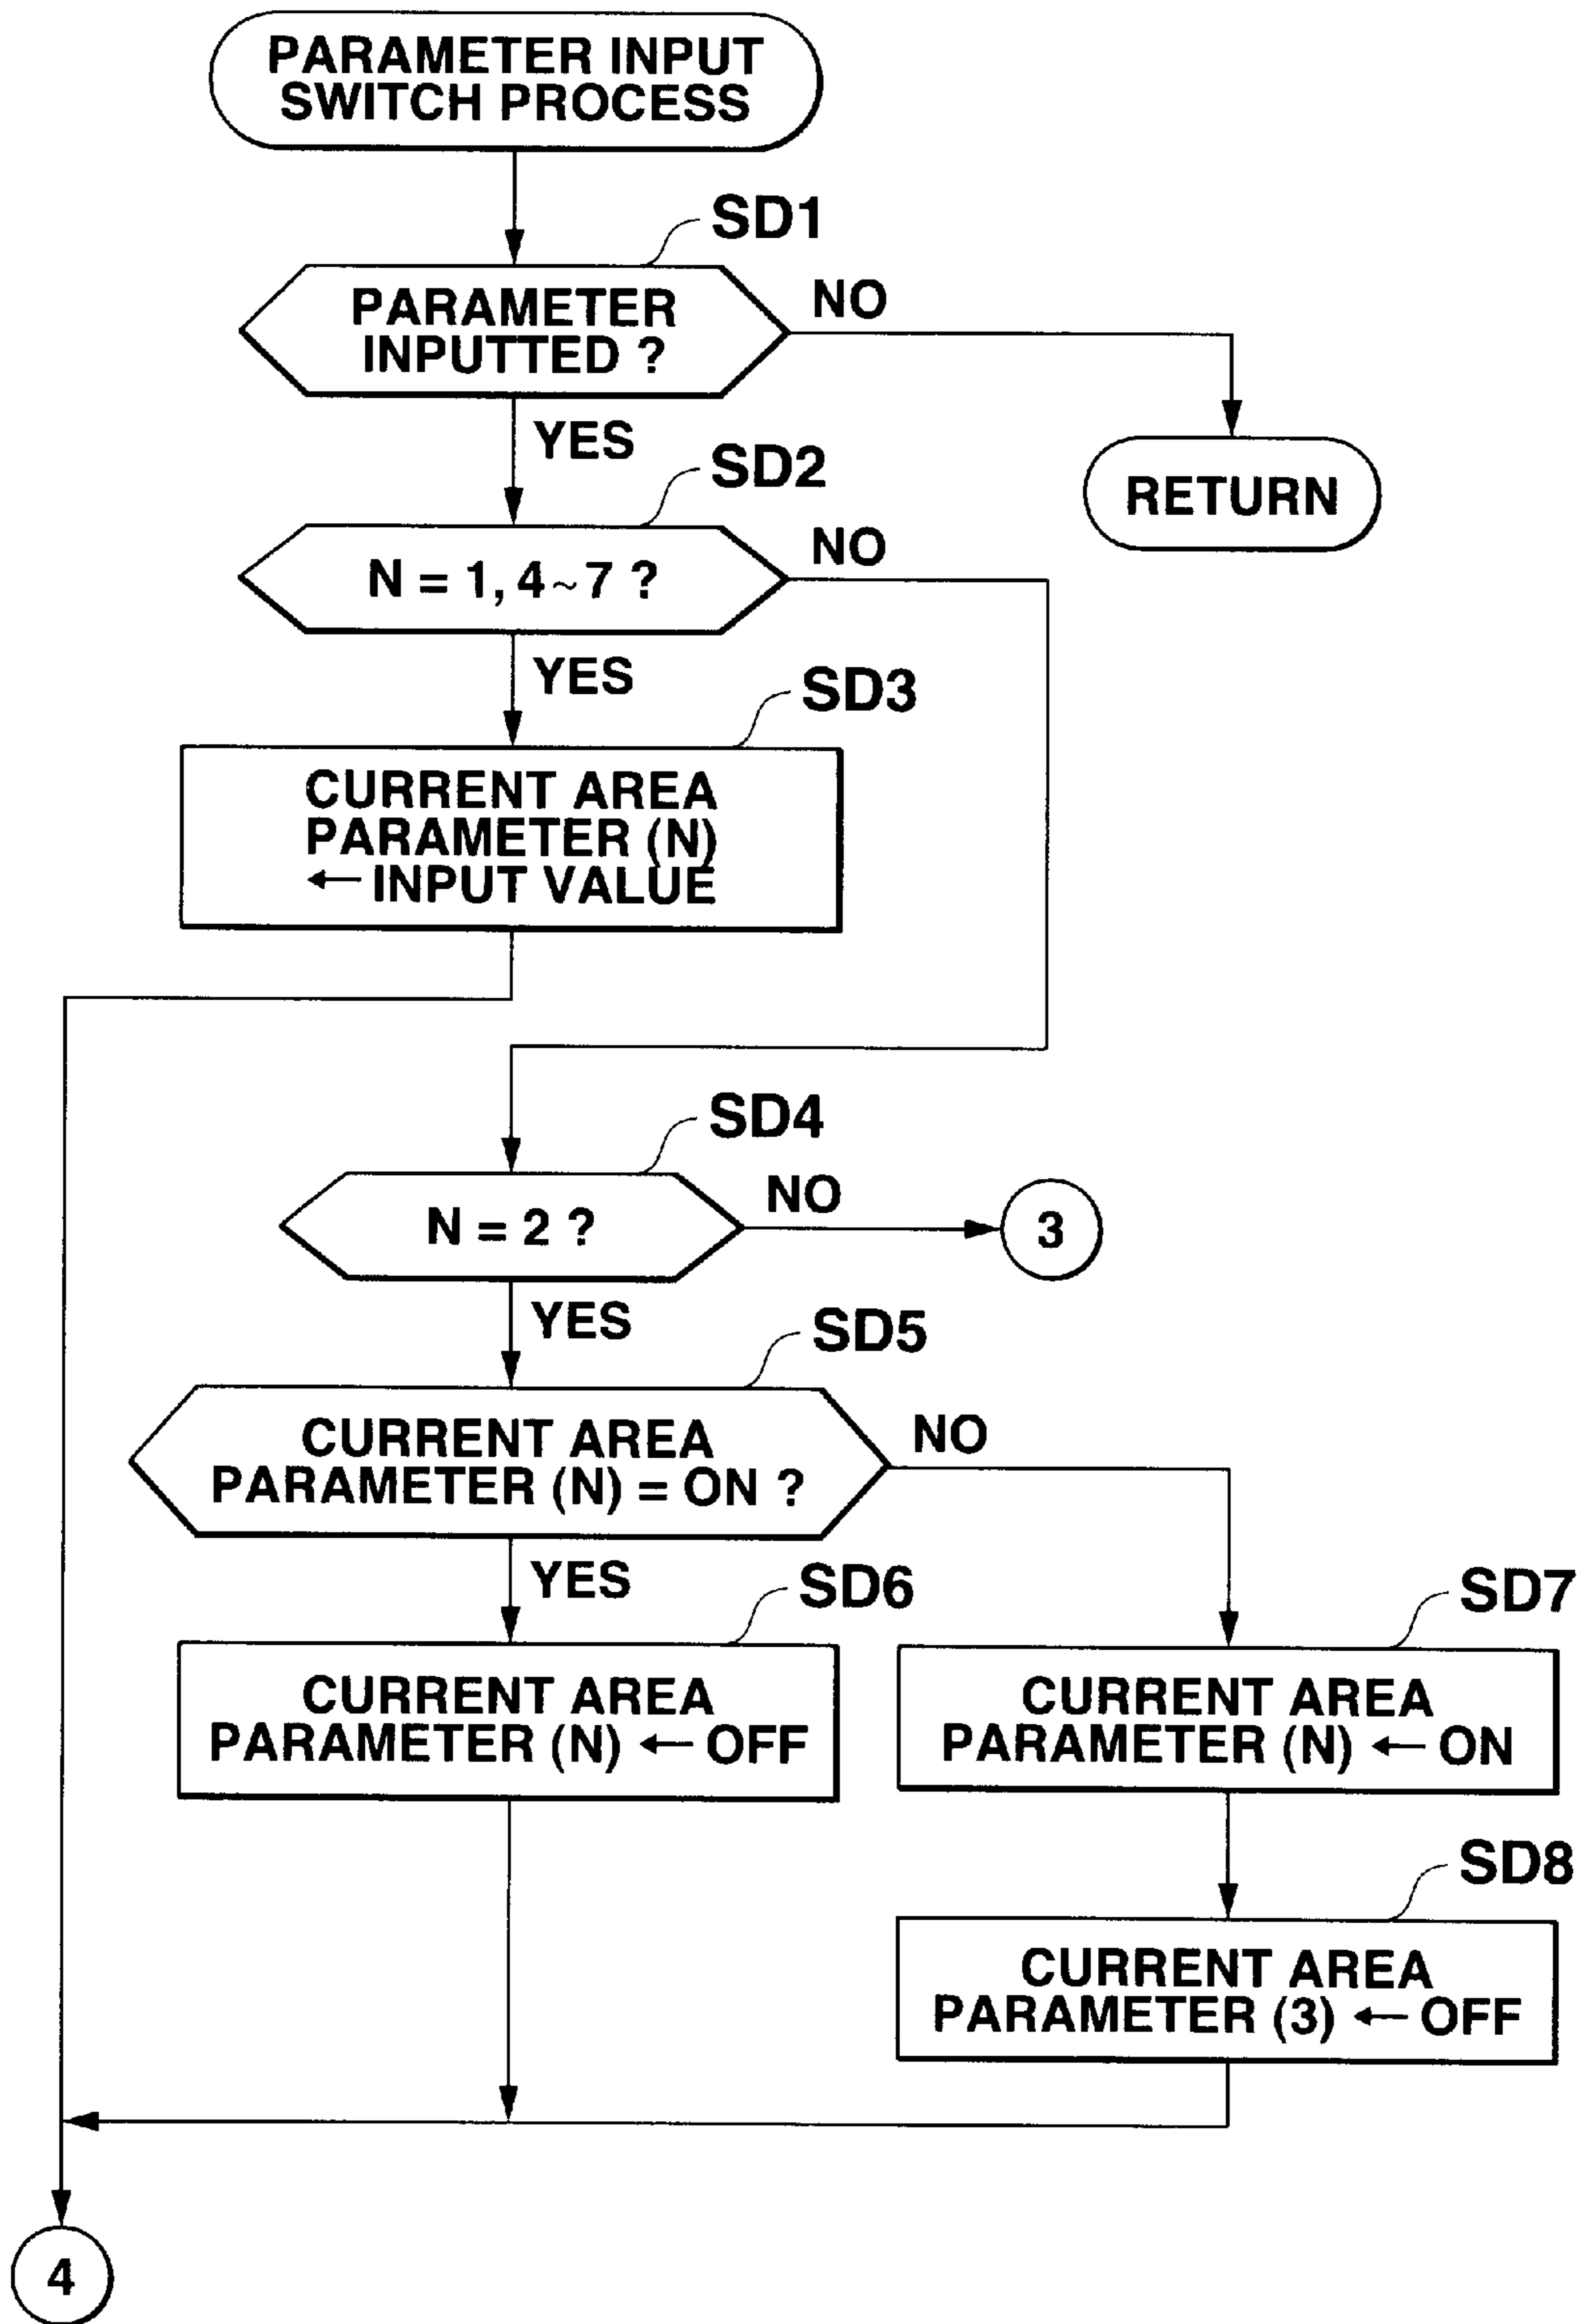 PARAMETER INPUT
SWITCH PROCESS
SD1
PARAMETER
INPUTTED ?
NO
YES
RETURN
SD2
N = 1, 4~7 ?
NO
YES
SD3
CURRENT AREA
PARAMETER (N)
← INPUT VALUE
SD4
N = 2 ?
NO
3
YES
SD5
CURRENT AREA
PARAMETER (N) = ON ?
NO
YES
SD6
CURRENT AREA
PARAMETER (N) ← OFF
SD7
CURRENT AREA
PARAMETER (N) ← ON
SD8
CURRENT AREA
PARAMETER (3) ← OFF
4